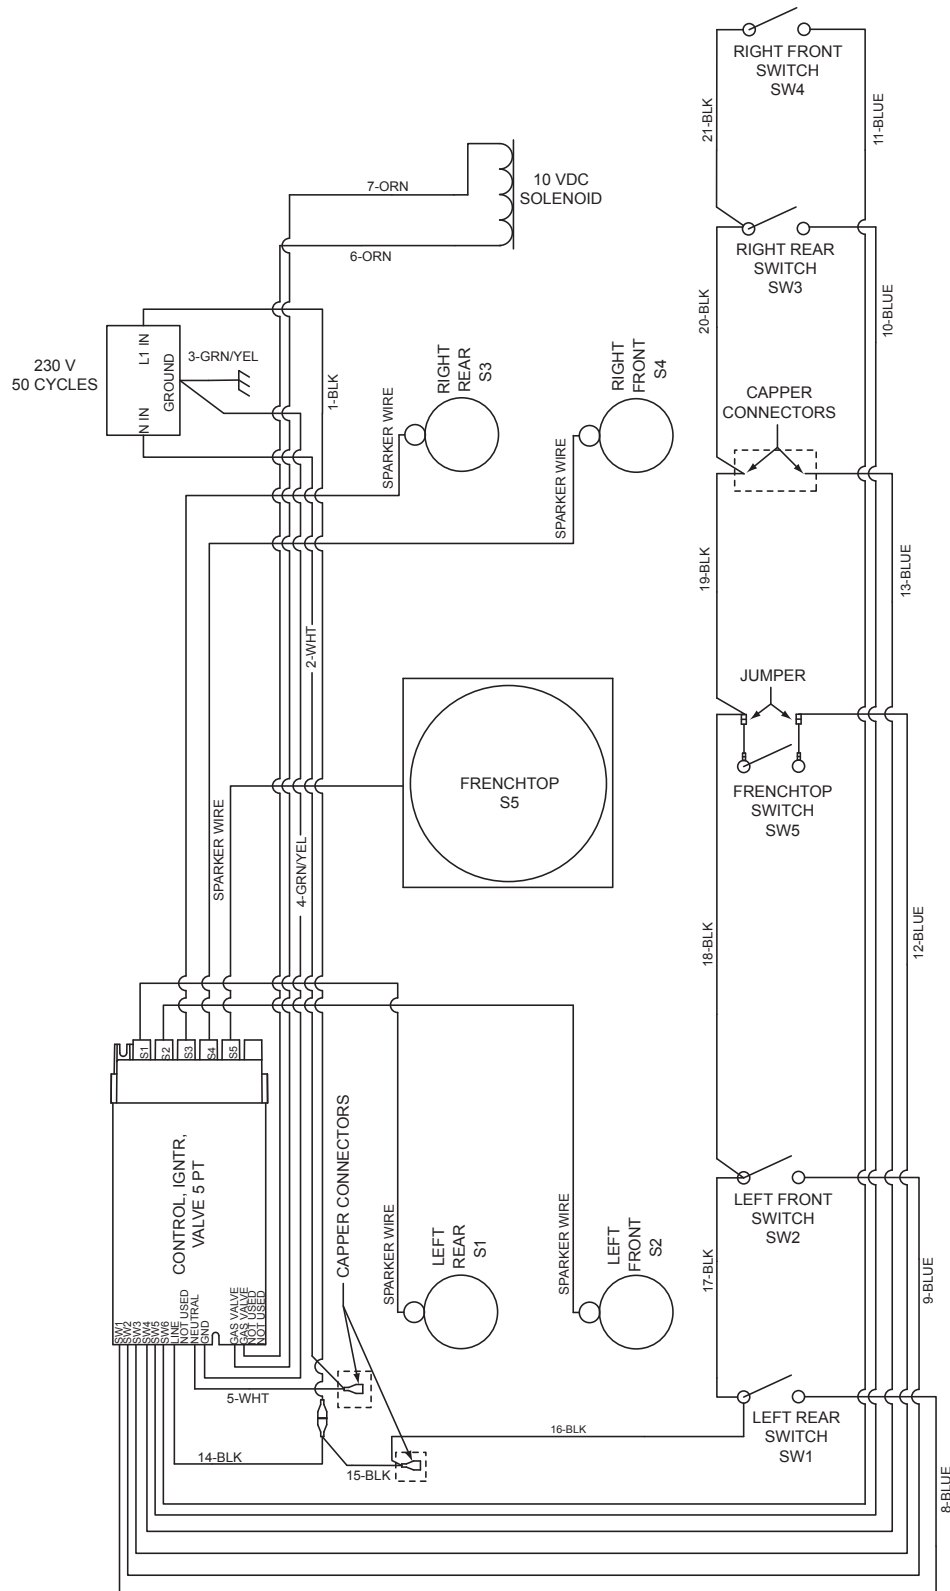 RIGHT FRONT
SWITCH
SW4
21-BLK
11-BLUE
7-ORN
10 VDC
SOLENOID
6-ORN
RIGHT REAR
SWITCH
SW3
20-BLK
10-BLUE
230 V
50 CYCLES
L1 IN
N IN
GROUND
3-GRN/YEL
1-BLK
SPARKER WIRE
RIGHT
REAR
S3
SPARKER WIRE
RIGHT
FRONT
S4
CAPPER
CONNECTORS
19-BLK
13-BLUE
2-WHT
JUMPER
FRENCHTOP
SWITCH
SW5
FRENCHTOP
S5
SPARKER WIRE
4-GRN/YEL
18-BLK
12-BLUE
S1
S2
S3
S4
S5
CONTROL, IGNTR,
VALVE 5 PT
CAPPER CONNECTORS
SPARKER WIRE
LEFT
REAR
S1
SPARKER WIRE
LEFT
FRONT
S2
LEFT FRONT
SWITCH
SW2
17-BLK
9-BLUE
SW1
SW2
SW3
SW4
SW5
SW6
LINE
NOT USED
NEUTRAL
GND
GAS VALVE
GAS VALVE
NOT USED
NOT USED
5-WHT
14-BLK
15-BLK
16-BLK
LEFT REAR
SWITCH
SW1
8-BLUE